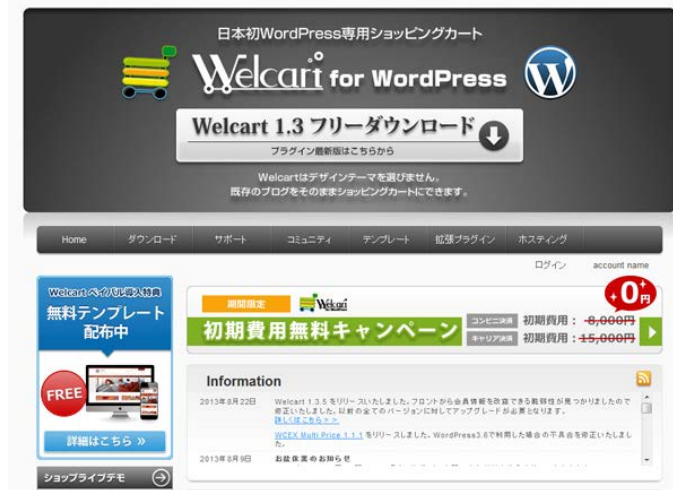 日本初WordPress専用ショッピングカート
Welcart for WordPress
Welcart 1.3 フリーダウンロード
プラグイン最新版はこちらから
Welcartはデザインテーマを選びません。
既存のブログをそのままショッピングカートにできます。
Home ダウンロード サポート コミュニティ テンプレート 拡張プラグイン ホスティング
ログイン account name
Welcart ペイパル導入特典
無料テンプレート
配布中
FREE
詳細はこちら »
ショップライブデモ
期間限定 Welcart
初期費用無料キャンペーン
コンビニ決済 初期費用： 8,000円
キャリア決済 初期費用：15,000円
0円
Information
2013年8月22日 Welcart 1.3.5 をリリースいたしました。フロントから会員情報を改竄できる脆弱性が見つかりましたので
修正いたしました。以前の全てのバージョンに対してアップグレードが必要となります。
詳しくはこちら＞＞
WCEX Multi Price 1.1.1 をリリースしました。WordPress3.6で利用した場合の不具合を修正いたしまし
た。
2013年8月9日 お盆休業のお知らせ